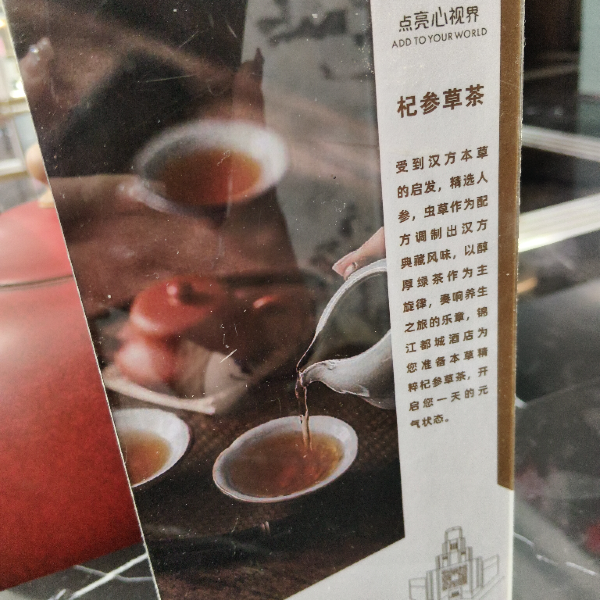 点亮心视界
ADD TO YOUR WORLD
杞参草茶
受到汉方本草
的启发，精选人
参，虫草作为配
方调制出汉方
典藏风味，以醇
厚绿茶作为主
旋律，奏响养生
之旅的乐章，锦
江都城酒店为
您准备本草精
粹杞参草茶，开
启您一天的元
气状态。